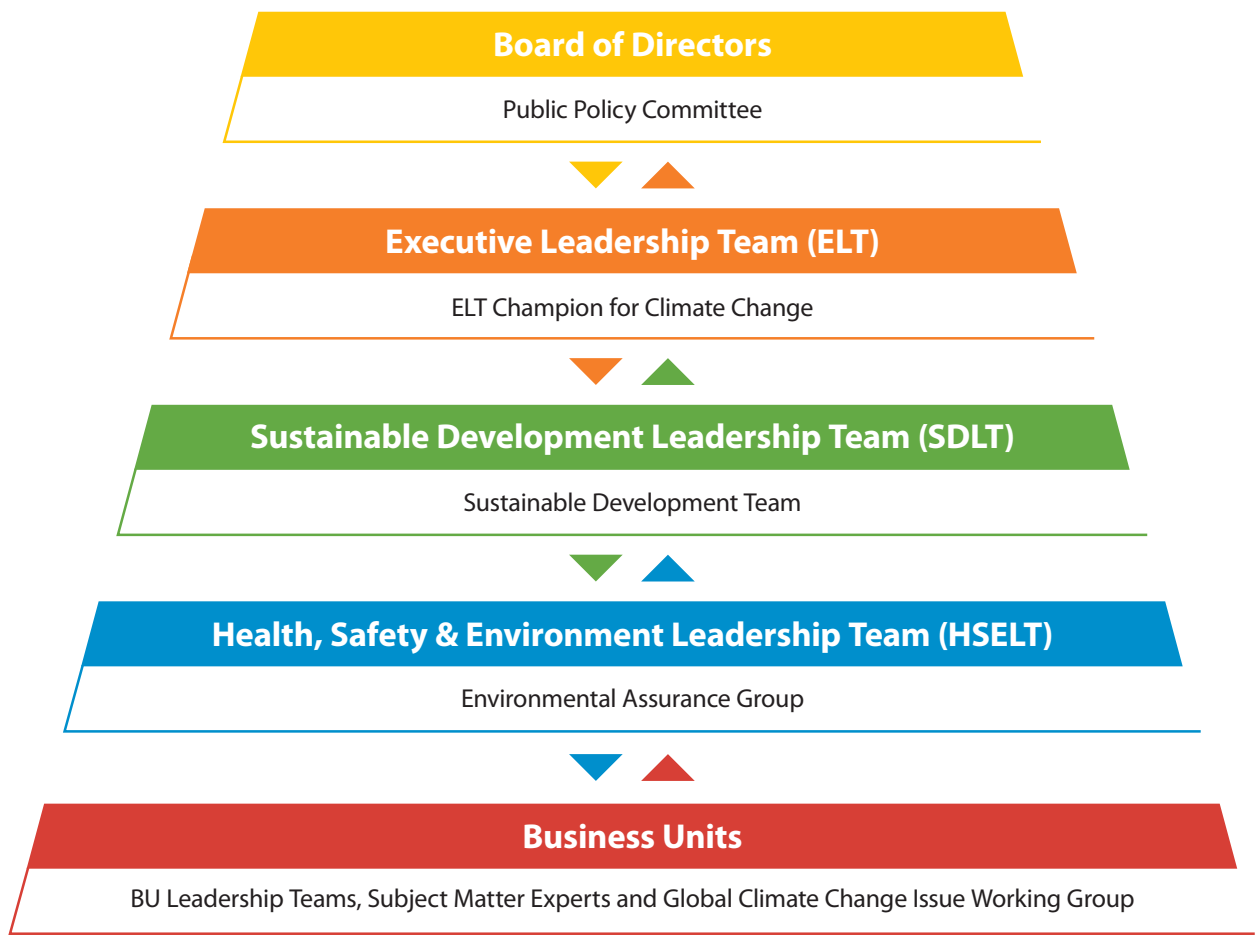 Board of Directors
Public Policy Committee
Executive Leadership Team (ELT)
ELT Champion for Climate Change
Sustainable Development Leadership Team (SDLT)
Sustainable Development Team
Health, Safety & Environment Leadership Team (HSELT)
Environmental Assurance Group
Business Units
BU Leadership Teams, Subject Matter Experts and Global Climate Change Issue Working Group